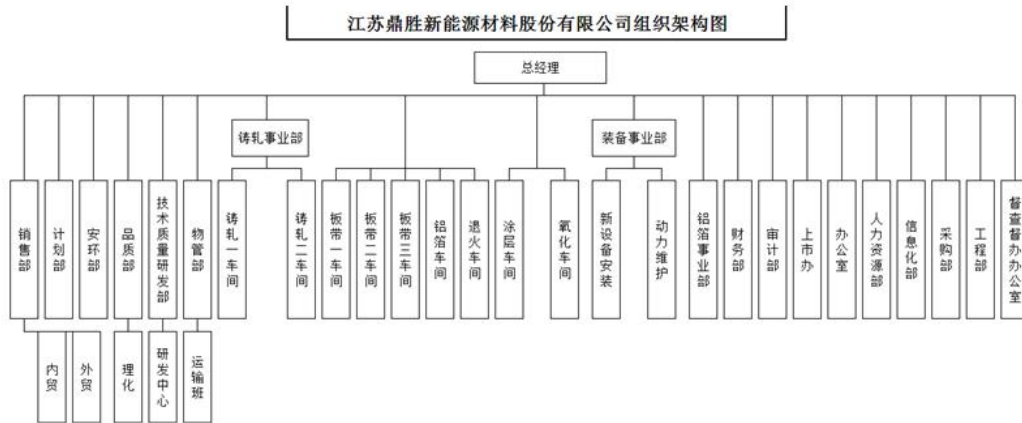 江苏鼎胜新能源材料股份有限公司组织架构图
总经理
铸轧事业部
装备事业部
销售部
计划部
安环部
品质部
技术质量研发部
物管部
铸轧一车间
铸轧二车间
板带一车间
板带二车间
板带三车间
铝箔车间
退火车间
涂层车间
氧化车间
新设备安装
动力维护
铝箔事业部
财务部
审计部
上市办
办公室
人力资源部
信息化部
采购部
工程部
督查督办办公室
内贸
外贸
理化
研发中心
运输班